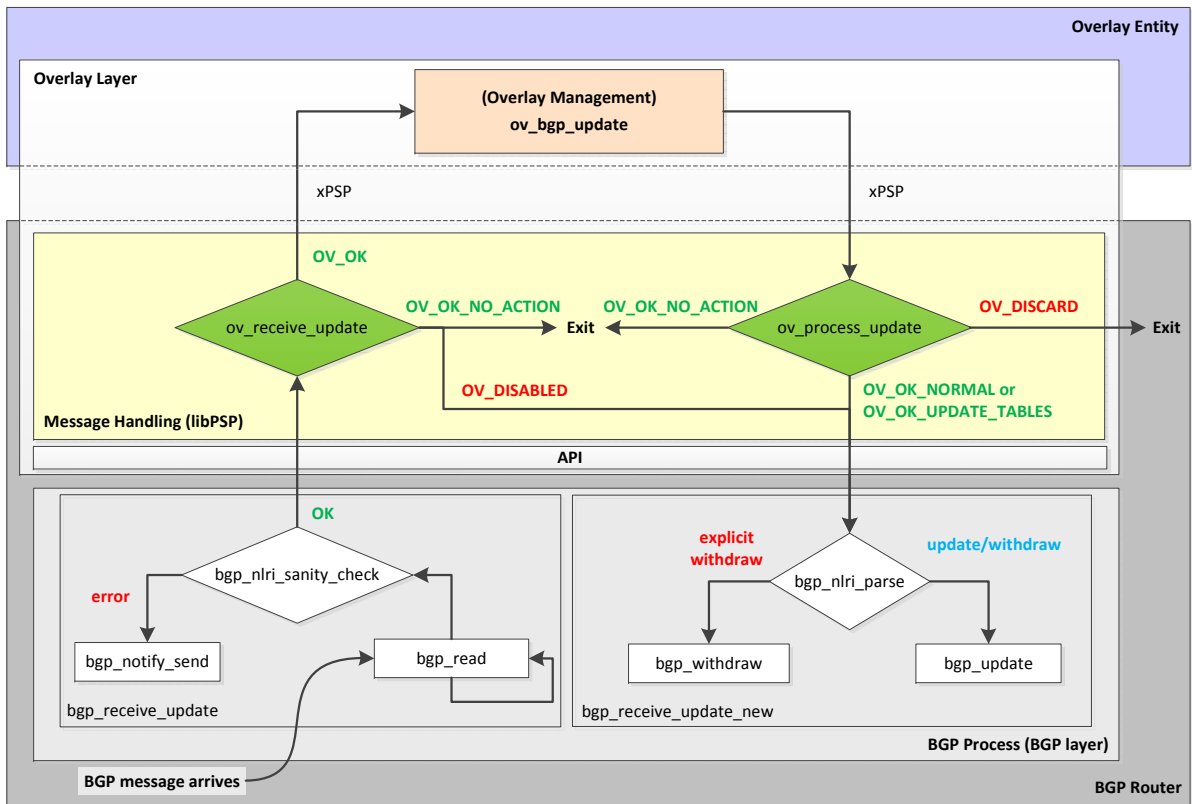 Overlay Entity
Overlay Layer
(Overlay Management)
ov_bgp_update
xPSP
xPSP
OV_OK
OV_OK_NO_ACTION
OV_OK_NO_ACTION
OV_DISCARD
ov_receive_update
Exit
ov_process_update
Exit
OV_DISABLED
OV_OK_NORMAL or
OV_OK_UPDATE_TABLES
Message Handling (libPSP)
API
OK
explicit
withdraw
update/withdraw
bgp_nlri_sanity_check
bgp_nlri_parse
error
bgp_notify_send
bgp_read
bgp_withdraw
bgp_update
bgp_receive_update
bgp_receive_update_new
BGP Process (BGP layer)
BGP message arrives
BGP Router